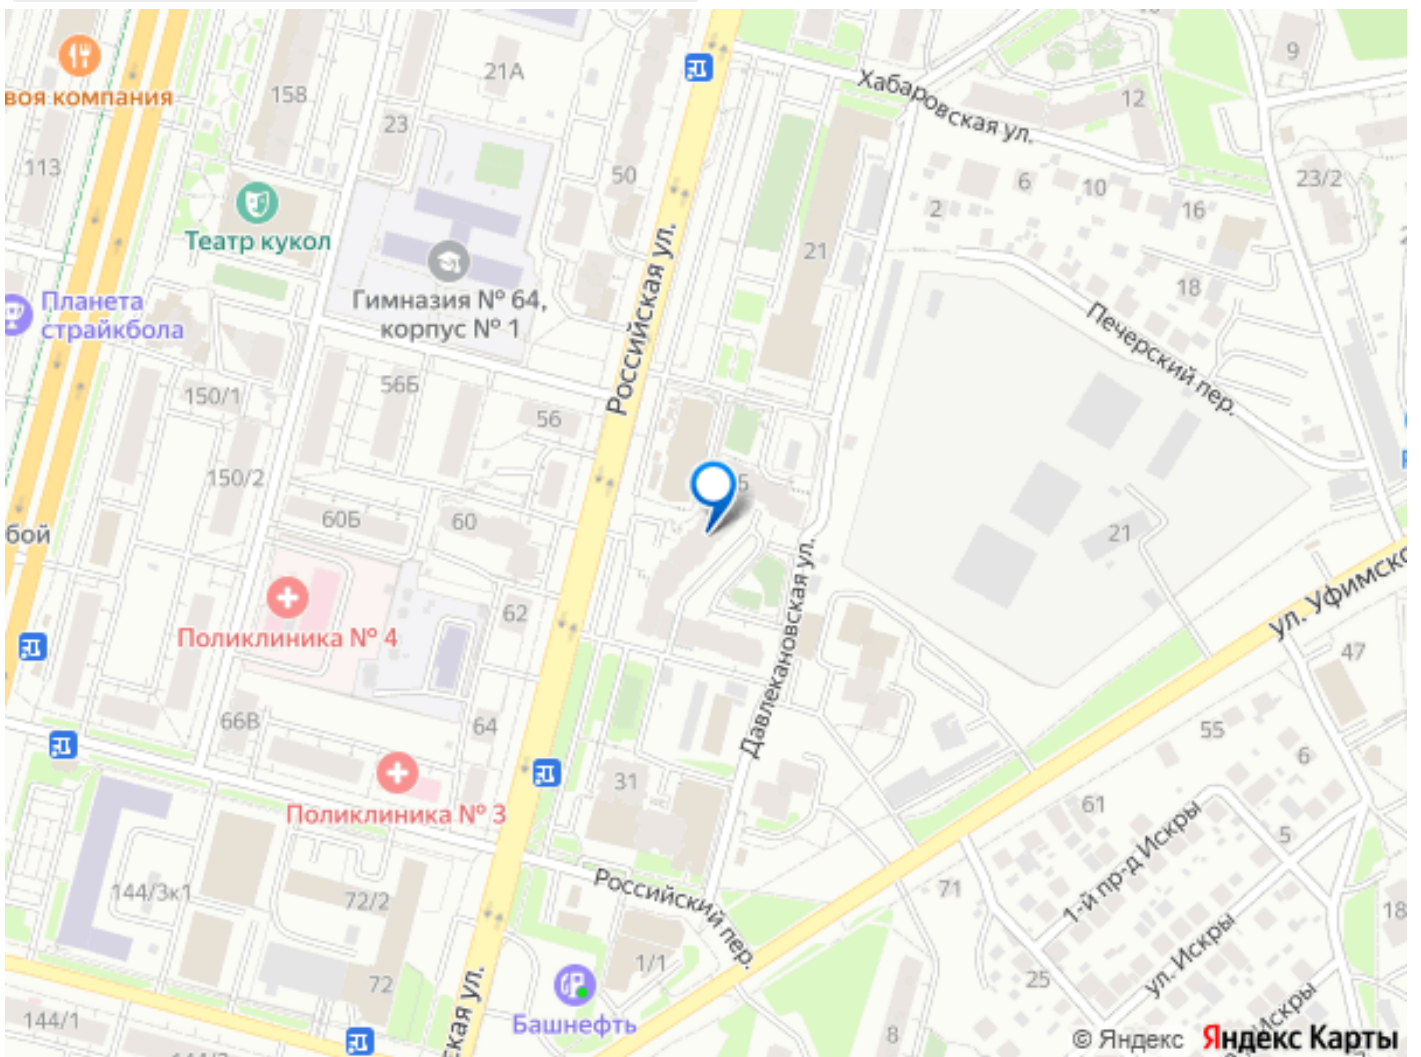 21А
воя компания
158
Хабаровская ул.
12
9
23
113
50
6
10
23/2
2
16
Театр кукол
21
Российская ул.
Гимназия № 64,
корпус № 1
Планета
страйкбола
18
Печерский пер.
56Б
150/1
56
150/2
5
60Б
60
21
бой
ул. Уфимско
Поликлиника № 4
62
Давлекановская ул.
47
66В
64
55
6
31
Поликлиника № 3
61
5
1-й пр-д Искры
144/3к1
72/2
Российский пер.
71
18
ул. Искры
1/1
25
72
ская ул.
Башнефть
144/1
8
Искры
© Яндекс Яндекс Карты